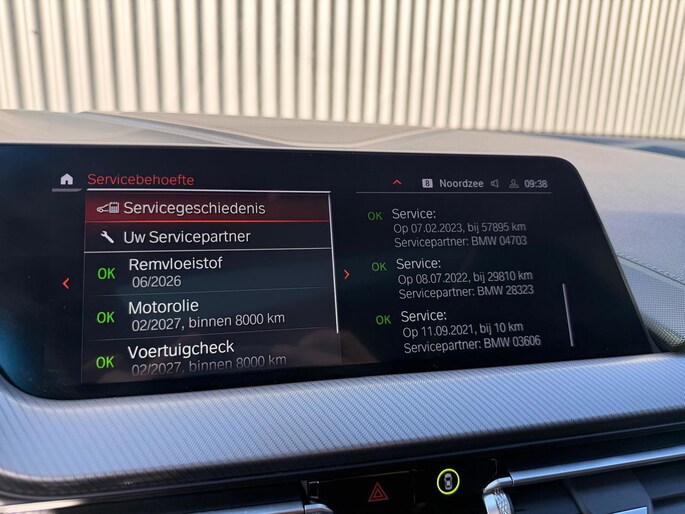 Servicebehoefte
Servicegeschiedenis
Uw Servicepartner
OK Remvloeistof
06/2026
OK Motorolie
02/2027, binnen 8000 km
OK Voertuigcheck
02/2027, binnen 8000 km
B Noordzee 09:38
OK Service:
Op 07.02.2023, bij 57895 km
Servicepartner: BMW 04703
OK Service:
Op 08.07.2022, bij 29810 km
Servicepartner: BMW 28323
OK Service:
Op 11.09.2021, bij 10 km
Servicepartner: BMW 03606